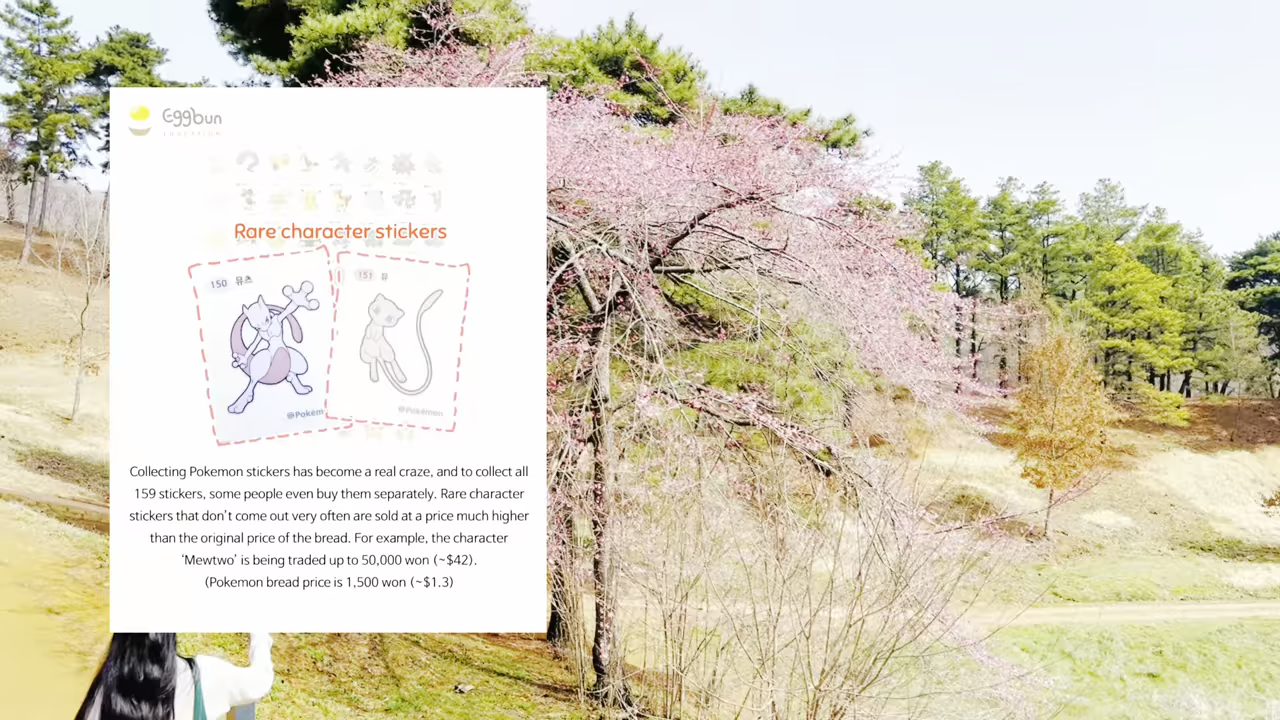 Eggbun
EDUCATION
Rare character stickers
150 뮤츠
151 뮤
@Pokém
@Pokémon
Collecting Pokemon stickers has become a real craze, and to collect all
159 stickers, some people even buy them separately. Rare character
stickers that don't come out very often are sold at a price much higher
than the original price of the bread. For example, the character
'Mewtwo' is being traded up to 50,000 won (~$42).
(Pokemon bread price is 1,500 won (~$1.3)